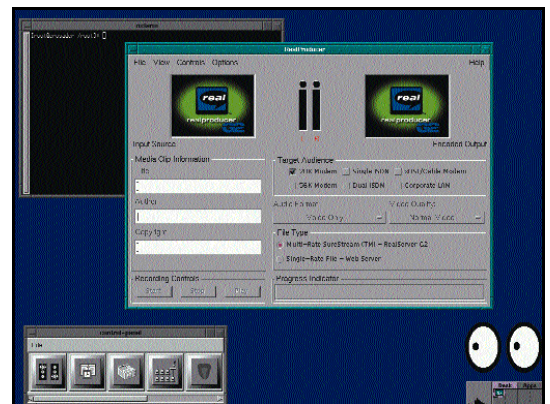 RealProducer
File View Controls Options Help
real
realproducer
real
realproducer
Input Source
Encoded Output
Media Clip Information
Title
Author
Copyright
Target Audience
28K Modem Single ISDN xDSL/Cable Modem
56K Modem Dual ISDN Corporate LAN
Audio Format
Video Quality
Voice Only
Normal Video
File Type
Multi-Rate SureStream (TM) - RealServer G2
Single-Rate File - Web Server
Recording Controls
Start Stop Play
Progress Indicator
control-panel
File
Desk Apps